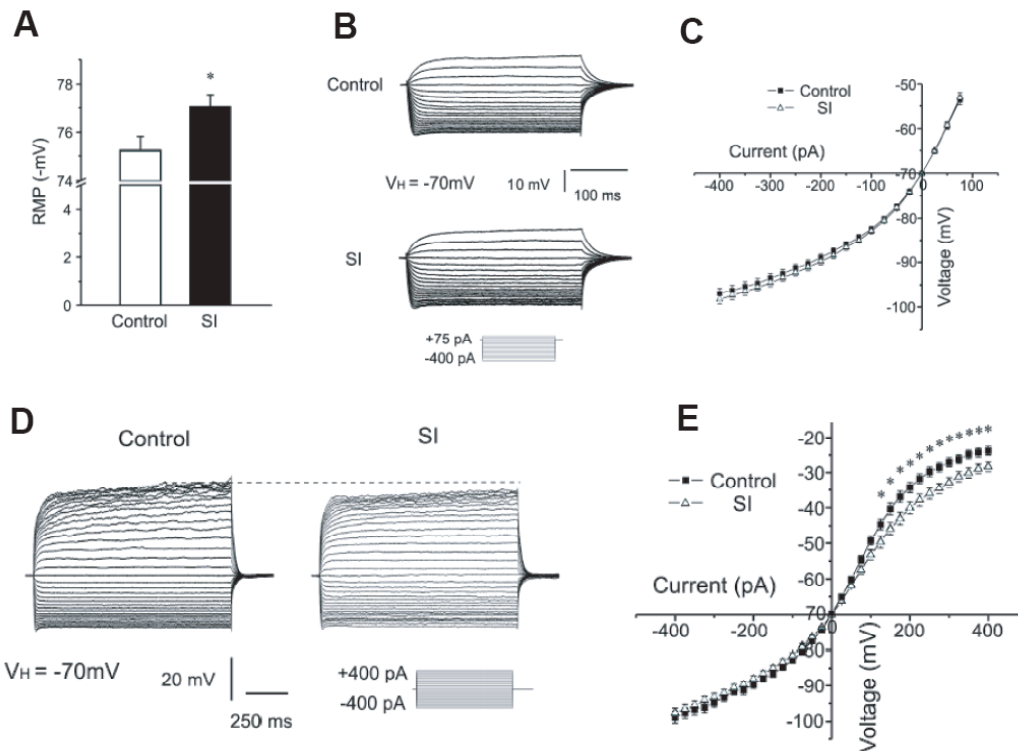 A
RMP (-mV)
*
78
76
74
4
2
0
Control
SI
B
Control
VH = -70mV
10 mV
100 ms
SI
+75 pA
-400 pA
C
Control
SI
Current (pA)
-400
-300
-200
-100
0
100
-50
-60
-70
-80
-90
-100
Voltage (mV)
D
Control
SI
VH = -70mV
20 mV
250 ms
+400 pA
-400 pA
E
Control
SI
* * * * * * * * * * * *
Current (pA)
-400
-200
0
200
400
-20
-30
-40
-50
-60
70
-80
-90
-100
Voltage (mV)